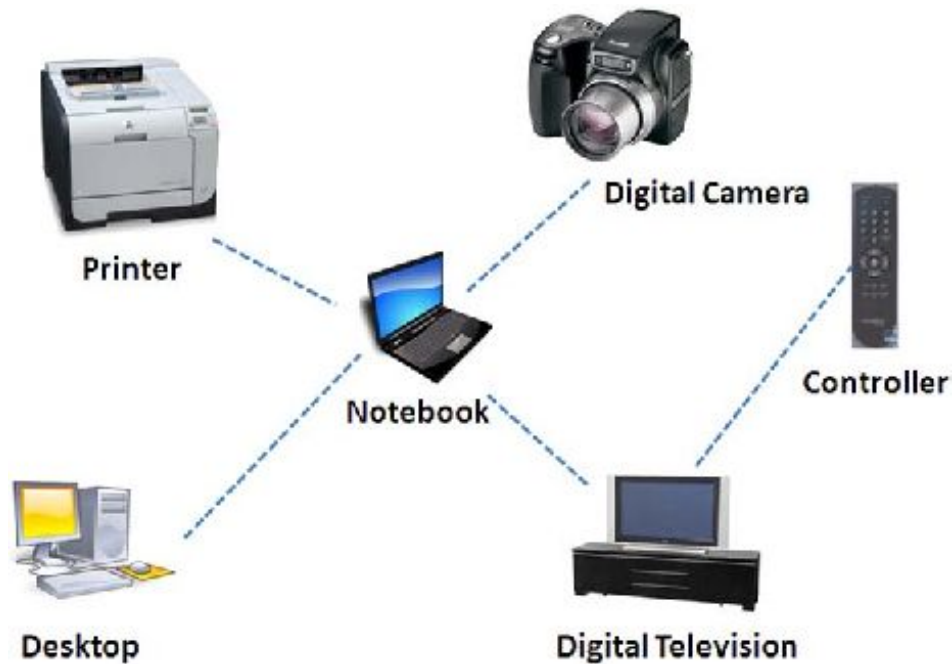 Digital Camera
Printer
Controller
Notebook
Desktop
Digital Television